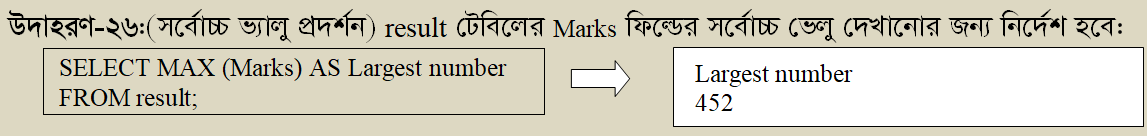 উদাহরণ-২৬:(সর্বোচ্চ ভ্যালু প্রদর্শন) result টেবিলের Marks ফিল্ডের সর্বোচ্চ ভেলু দেখানোর জন্য নির্দেশ হবে:
SELECT MAX (Marks) AS Largest number
FROM result;
Largest number
452